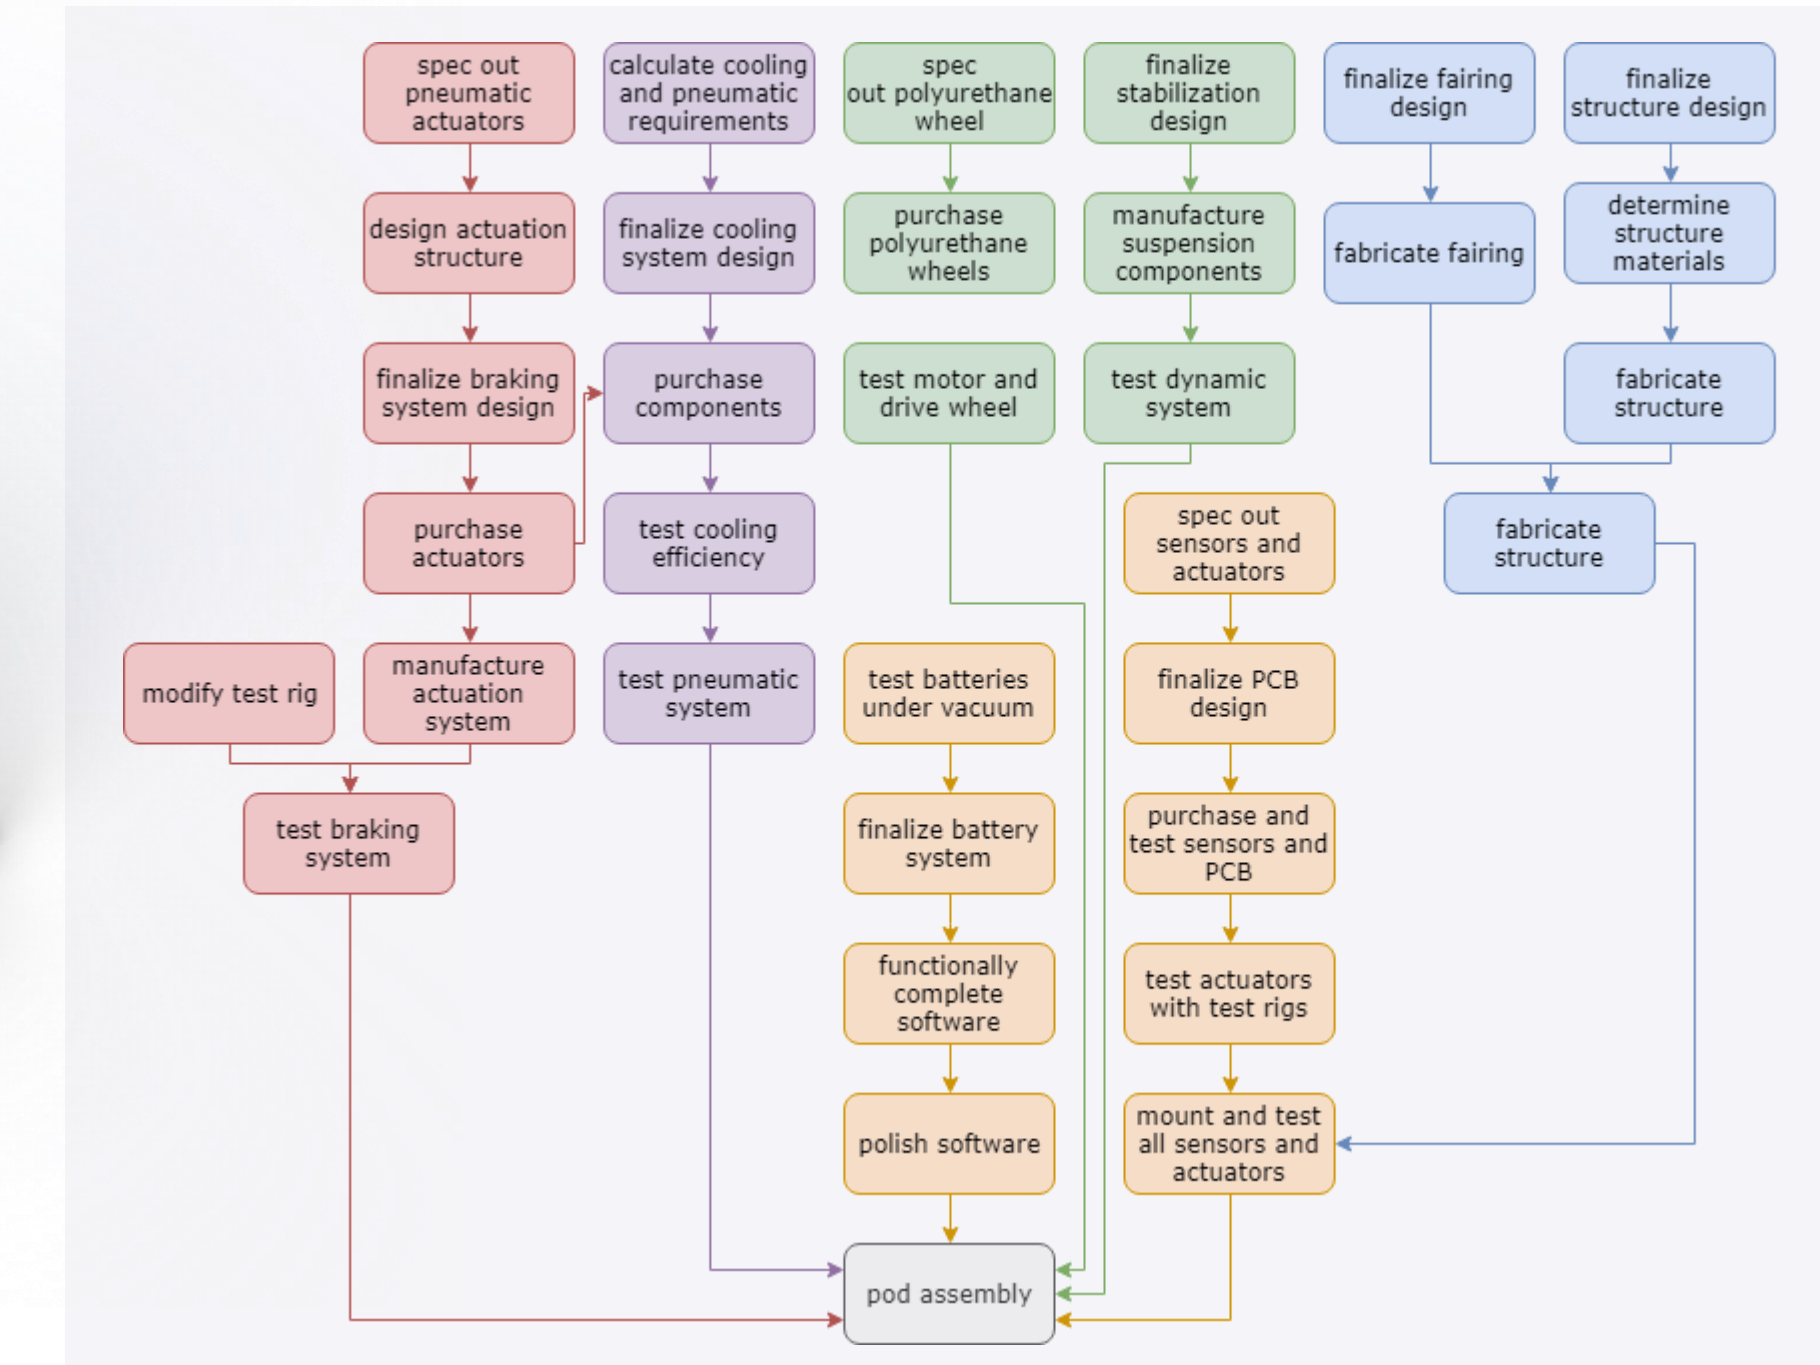 spec out
pneumatic
actuators
calculate cooling
and pneumatic
requirements
spec
out polyurethane
wheel
finalize
stabilization
design
finalize fairing
design
finalize
structure design
design actuation
structure
finalize cooling
system design
purchase
polyurethane
wheels
manufacture
suspension
components
fabricate fairing
determine
structure
materials
finalize braking
system design
purchase
components
test motor and
drive wheel
test dynamic
system
fabricate
structure
purchase
actuators
test cooling
efficiency
spec out
sensors and
actuators
fabricate
structure
modify test rig
manufacture
actuation
system
test pneumatic
system
test batteries
under vacuum
finalize PCB
design
test braking
system
finalize battery
system
purchase and
test sensors and
PCB
functionally
complete
software
test actuators
with test rigs
polish software
mount and test
all sensors and
actuators
pod assembly